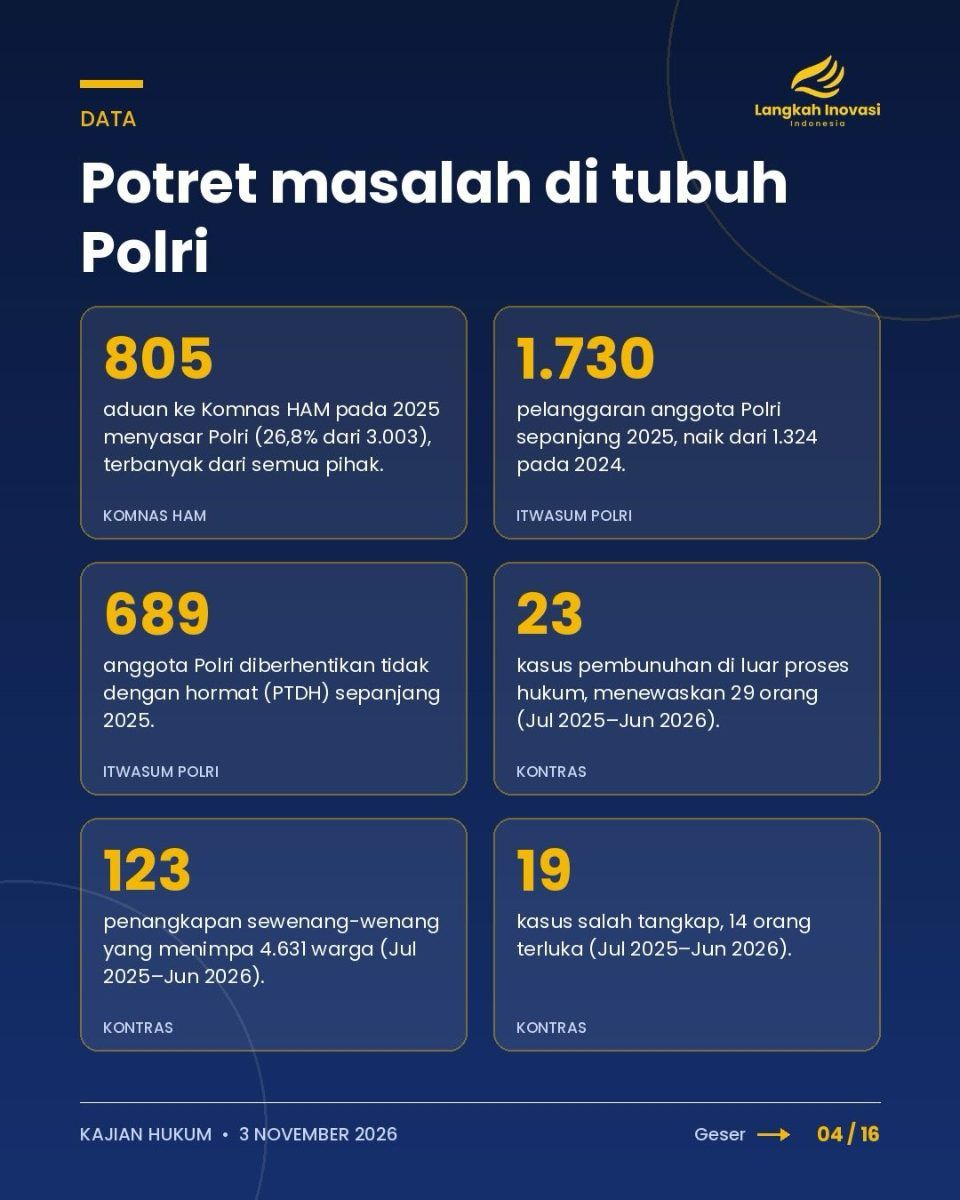 DATA
Langkah Inovasi
Indonesia
Potret masalah di tubuh
Polri
805
aduan ke Komnas HAM pada 2025
menyasar Polri (26,8% dari 3.003),
terbanyak dari semua pihak.
KOMNAS HAM
1.730
pelanggaran anggota Polri
sepanjang 2025, naik dari 1.324
pada 2024.
ITWASUM POLRI
689
anggota Polri diberhentikan tidak
dengan hormat (PTDH) sepanjang
2025.
ITWASUM POLRI
23
kasus pembunuhan di luar proses
hukum, menewaskan 29 orang
(Jul 2025–Jun 2026).
KONTRAS
123
penangkapan sewenang-wenang
yang menimpa 4.631 warga (Jul
2025–Jun 2026).
KONTRAS
19
kasus salah tangkap, 14 orang
terluka (Jul 2025–Jun 2026).
KONTRAS
KAJIAN HUKUM • 3 NOVEMBER 2026
Geser → 04 / 16